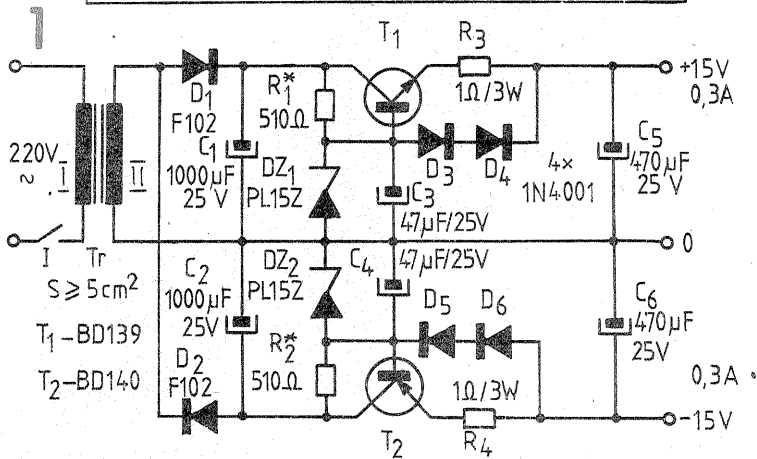 1
T1
R3
1Ω/3W
+15V
0,3A
D1
F102
R1*
510Ω
C1
1000µF
25V
DZ1
PL15Z
D3
D4
4×
1N4001
C5
470µF
25V
220V
~
I
II
C3
47µF/25V
0
I
Tr
S ≥ 5cm²
C2
1000µF
25V
DZ2
PL15Z
C4
47µF/25V
D5
D6
C6
470µF
25V
T1-BD139
T2-BD140
D2
F102
R2*
510Ω
1Ω/3W
R4
T2
0,3A
-15V